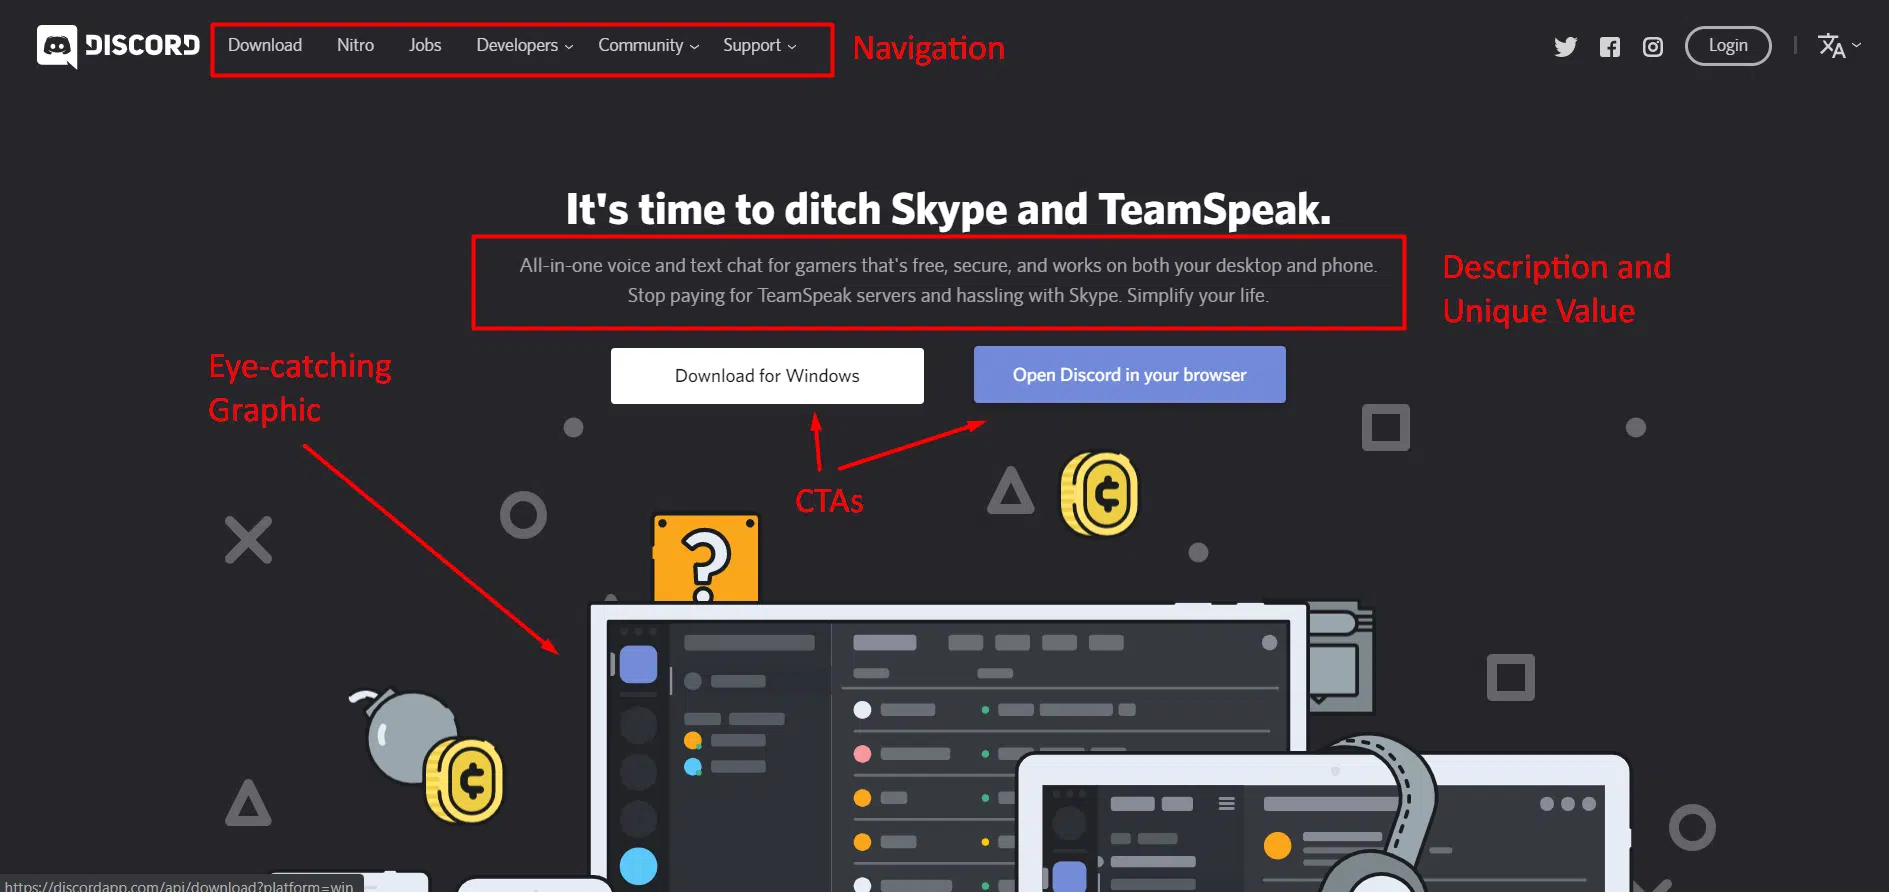 DISCORD Download Nitro Jobs Developers Community Support Navigation Login
It's time to ditch Skype and TeamSpeak.
All-in-one voice and text chat for gamers that's free, secure, and works on both your desktop and phone.
Stop paying for TeamSpeak servers and hassling with Skype. Simplify your life.
Description and
Unique Value
Download for Windows Open Discord in your browser
Eye-catching
Graphic
CTAs
?
https://discordapp.com/api/download?platform=win